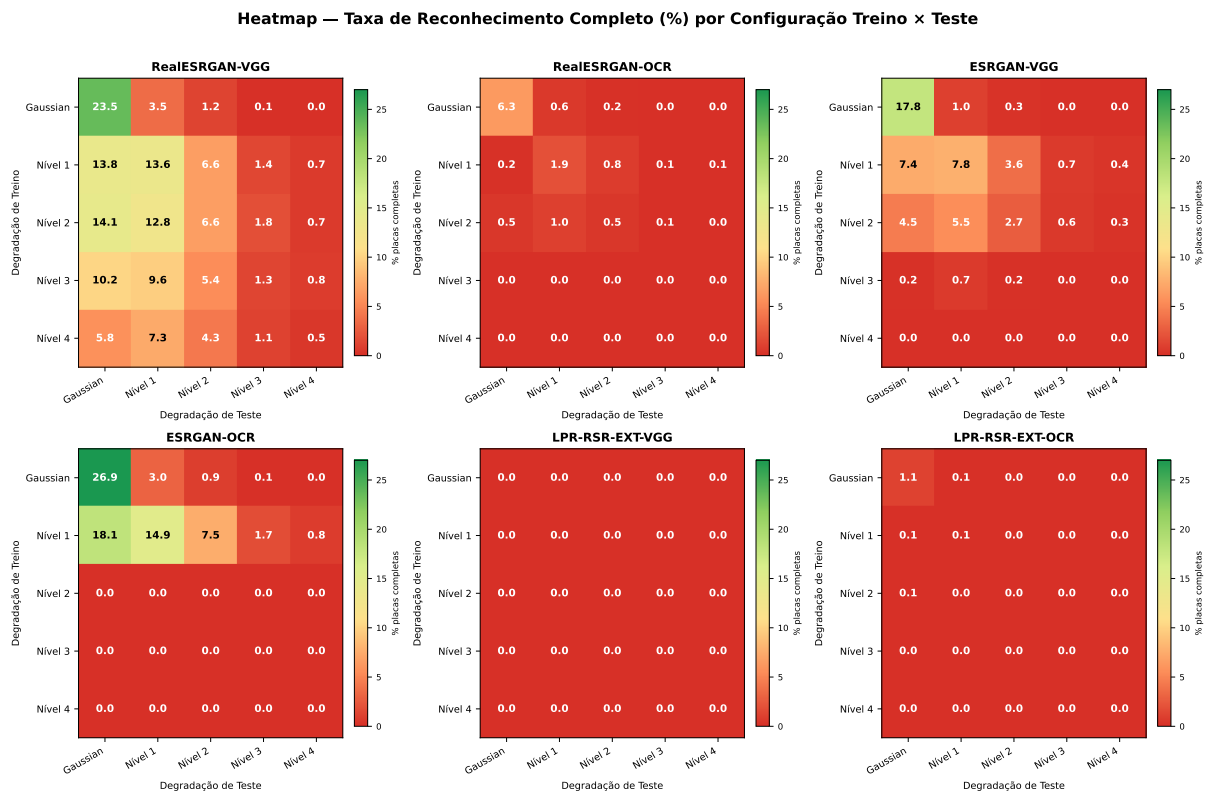 Heatmap — Taxa de Reconhecimento Completo (%) por Configuração Treino × Teste
RealESRGAN-VGG
Degradação de Treino
Gaussian 23.5 3.5 1.2 0.1 0.0
Nível 1 13.8 13.6 6.6 1.4 0.7
Nível 2 14.1 12.8 6.6 1.8 0.7
Nível 3 10.2 9.6 5.4 1.3 0.8
Nível 4 5.8 7.3 4.3 1.1 0.5
Gaussian Nível 1 Nível 2 Nível 3 Nível 4
Degradação de Teste
25
20
15
10
5
0
% placas completas
RealESRGAN-OCR
Degradação de Treino
Gaussian 6.3 0.6 0.2 0.0 0.0
Nível 1 0.2 1.9 0.8 0.1 0.1
Nível 2 0.5 1.0 0.5 0.1 0.0
Nível 3 0.0 0.0 0.0 0.0 0.0
Nível 4 0.0 0.0 0.0 0.0 0.0
Gaussian Nível 1 Nível 2 Nível 3 Nível 4
Degradação de Teste
25
20
15
10
5
0
% placas completas
ESRGAN-VGG
Degradação de Treino
Gaussian 17.8 1.0 0.3 0.0 0.0
Nível 1 7.4 7.8 3.6 0.7 0.4
Nível 2 4.5 5.5 2.7 0.6 0.3
Nível 3 0.2 0.7 0.2 0.0 0.0
Nível 4 0.0 0.0 0.0 0.0 0.0
Gaussian Nível 1 Nível 2 Nível 3 Nível 4
Degradação de Teste
25
20
15
10
5
0
% placas completas
ESRGAN-OCR
Degradação de Treino
Gaussian 26.9 3.0 0.9 0.1 0.0
Nível 1 18.1 14.9 7.5 1.7 0.8
Nível 2 0.0 0.0 0.0 0.0 0.0
Nível 3 0.0 0.0 0.0 0.0 0.0
Nível 4 0.0 0.0 0.0 0.0 0.0
Gaussian Nível 1 Nível 2 Nível 3 Nível 4
Degradação de Teste
25
20
15
10
5
0
% placas completas
LPR-RSR-EXT-VGG
Degradação de Treino
Gaussian 0.0 0.0 0.0 0.0 0.0
Nível 1 0.0 0.0 0.0 0.0 0.0
Nível 2 0.0 0.0 0.0 0.0 0.0
Nível 3 0.0 0.0 0.0 0.0 0.0
Nível 4 0.0 0.0 0.0 0.0 0.0
Gaussian Nível 1 Nível 2 Nível 3 Nível 4
Degradação de Teste
25
20
15
10
5
0
% placas completas
LPR-RSR-EXT-OCR
Degradação de Treino
Gaussian 1.1 0.1 0.0 0.0 0.0
Nível 1 0.1 0.1 0.0 0.0 0.0
Nível 2 0.1 0.0 0.0 0.0 0.0
Nível 3 0.0 0.0 0.0 0.0 0.0
Nível 4 0.0 0.0 0.0 0.0 0.0
Gaussian Nível 1 Nível 2 Nível 3 Nível 4
Degradação de Teste
25
20
15
10
5
0
% placas completas